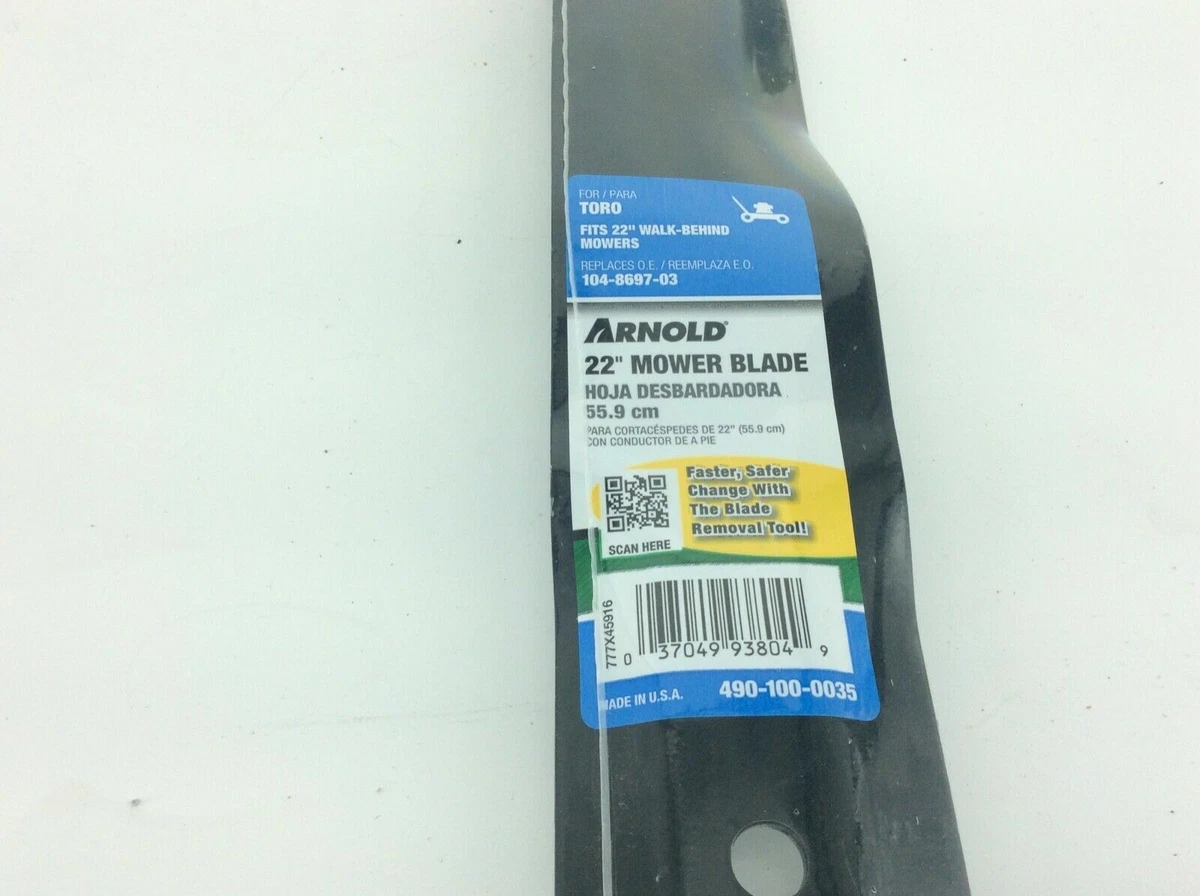 FOR / PARA
TORO
FITS 22" WALK-BEHIND
MOWERS
REPLACES O.E. / REEMPLAZA E.O.
104-8697-03
ARNOLD®
22" MOWER BLADE
HOJA DESBARDADORA
55.9 cm
PARA CORTACÉSPEDES DE 22" (55.9 cm)
CON CONDUCTOR DE A PIE
Faster, Safer
Change With
The Blade
Removal Tool!
SCAN HERE
777X45916
0 37049 93804 9
MADE IN U.S.A. 490-100-0035